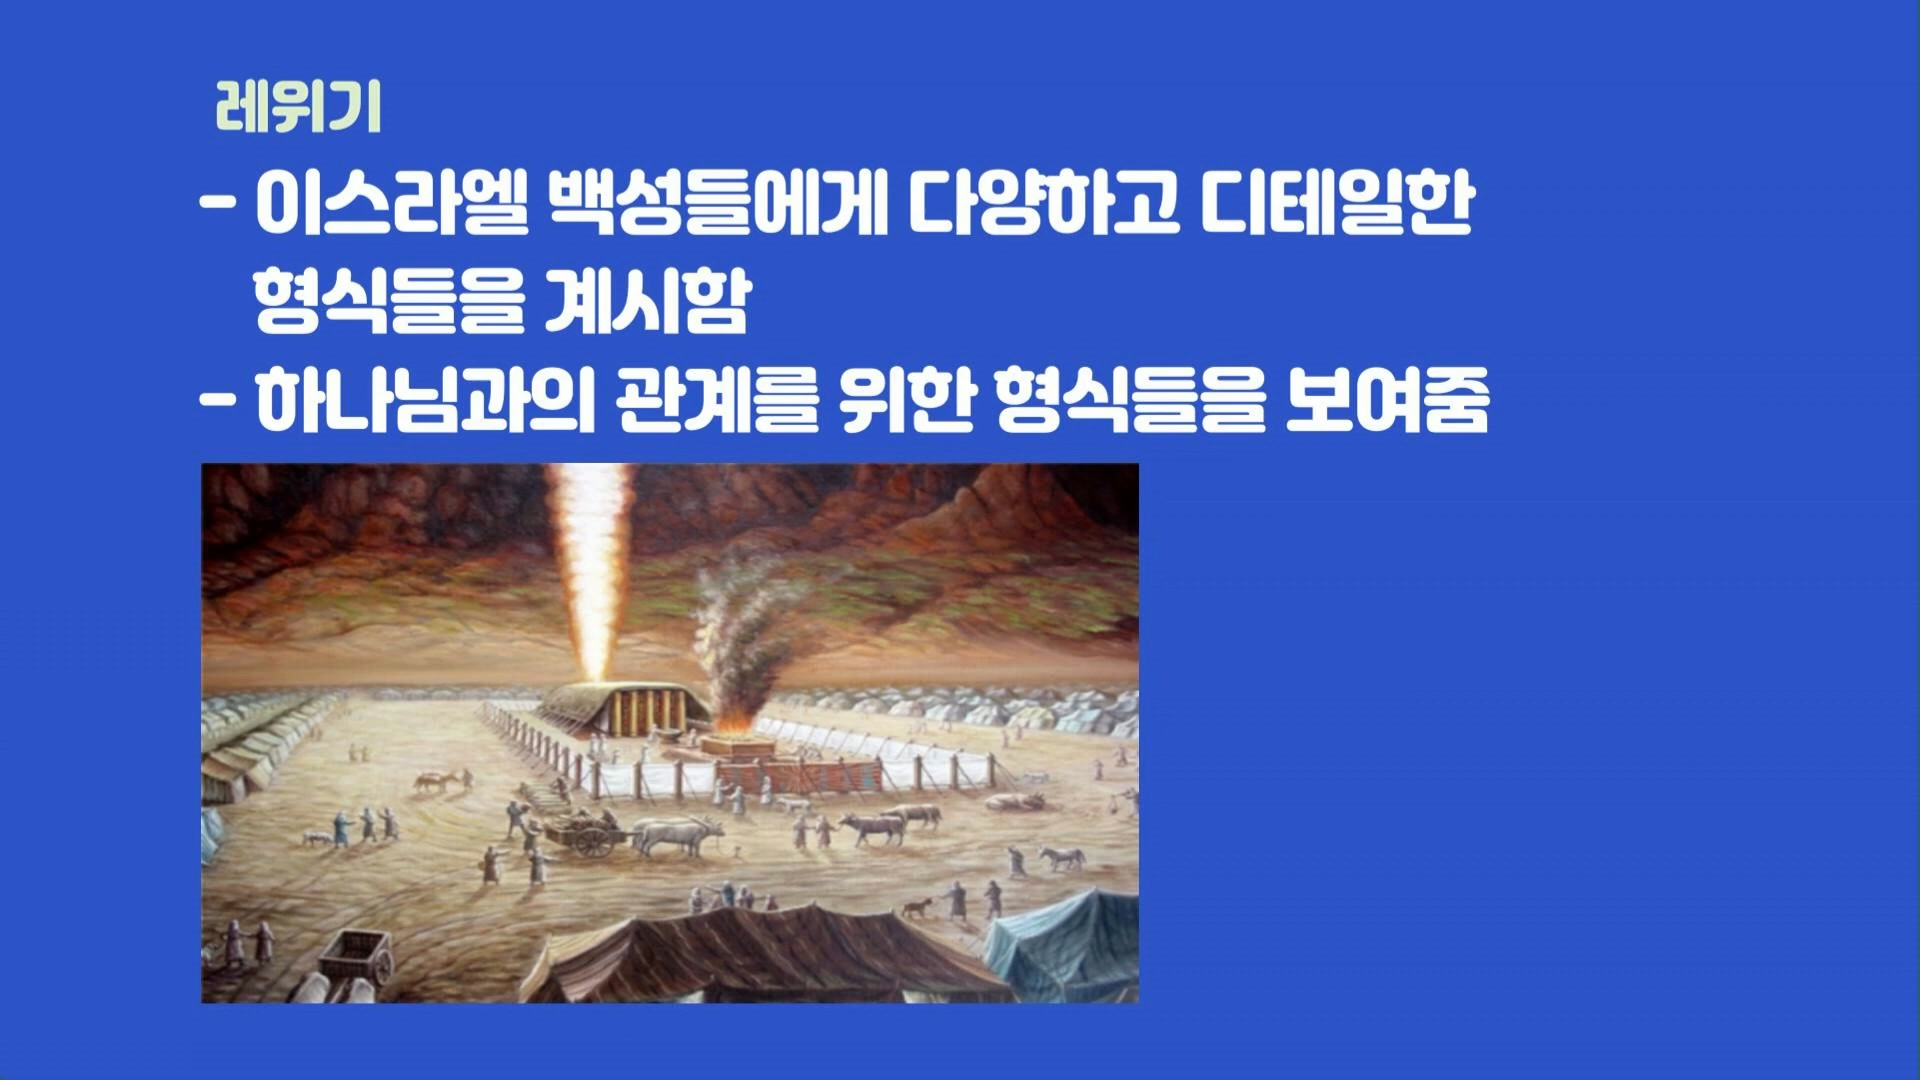 레위기
- 이스라엘 백성들에게 다양하고 디테일한
형식들을 계시함
- 하나님과의 관계를 위한 형식들을 보여줌